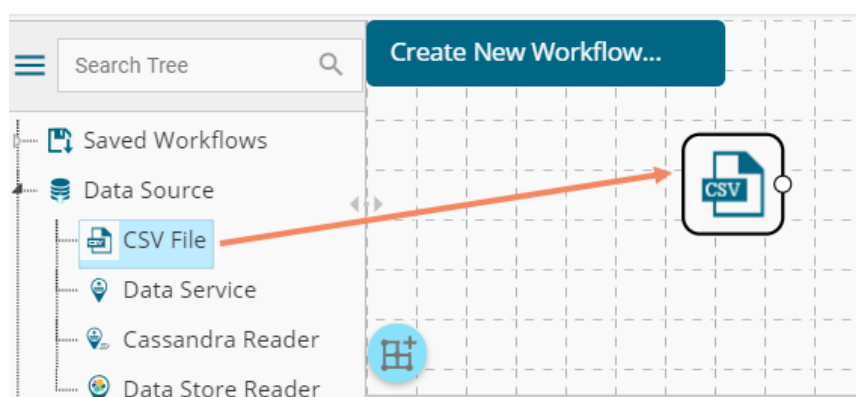 Search Tree
Create New Workflow...
Saved Workflows
Data Source
CSV
CSV File
Data Service
Cassandra Reader
Data Store Reader